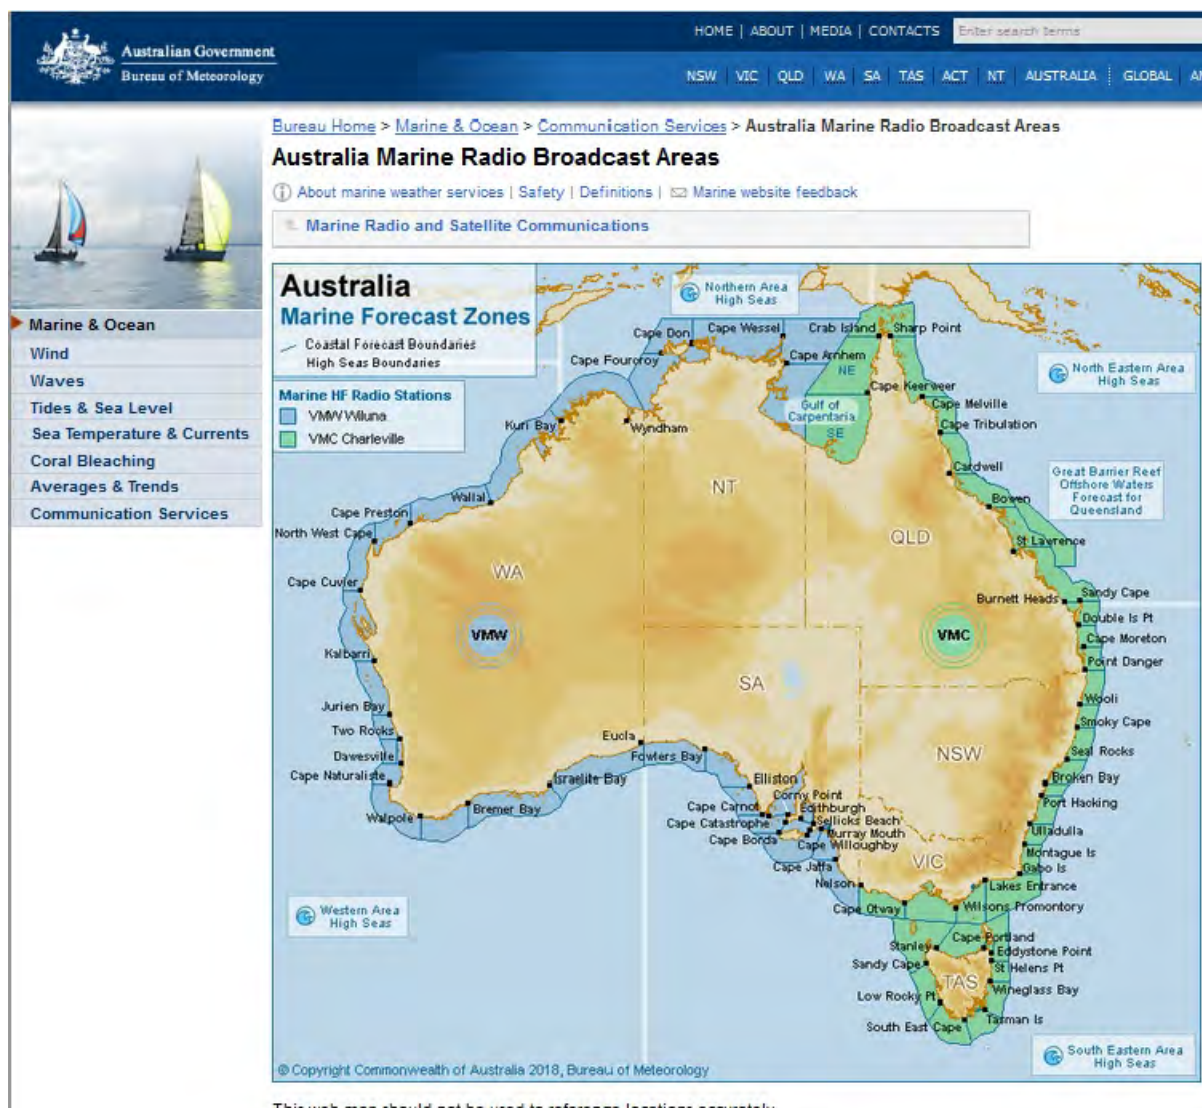 Australian Government
Bureau of Meteorology
HOME | ABOUT | MEDIA | CONTACTS
Enter search terms
NSW | VIC | QLD | WA | SA | TAS | ACT | NT | AUSTRALIA | GLOBAL
Bureau Home > Marine & Ocean > Communication Services > Australia Marine Radio Broadcast Areas
Australia Marine Radio Broadcast Areas
About marine weather services | Safety | Definitions | Marine website feedback
Marine Radio and Satellite Communications
Marine & Ocean
Wind
Waves
Tides & Sea Level
Sea Temperature & Currents
Coral Bleaching
Averages & Trends
Communication Services
Australia
Marine Forecast Zones
Coastal Forecast Boundaries
High Seas Boundaries
Marine HF Radio Stations
VMW Wiluna
VMC Charleville
Northern Area
High Seas
Cape Don
Cape Wessel
Crab Island
Sharp Point
Cape Fourcroy
Cape Arnhem
NE
North Eastern Area
High Seas
Cape Keerweer
Gulf of
Carpentaria
SE
Cape Melville
Kuri Bay
Wyndham
Cape Tribulation
Cardwell
Great Barrier Reef
Offshore Waters
Forecast for
Queensland
NT
Wallal
Bowen
Cape Preston
North West Cape
QLD
St Lawrence
WA
Cape Cuvier
Burnett Heads
Sandy Cape
Double Is Pt
VMW
VMC
Cape Moreton
Kalbarri
Point Danger
SA
Jurien Bay
Wooli
Two Rocks
Smoky Cape
Eucla
Dawesville
Fowlers Bay
NSW
Seal Rocks
Cape Naturaliste
Israelite Bay
Elliston
Broken Bay
Corny Point
Port Hacking
Walpole
Bremer Bay
Cape Carnot
Edithburgh
Cape Catastrophe
Sellicks Beach
Ulladulla
Cape Borda
Murray Mouth
Cape Willoughby
Montague Is
Cape Jaffa
VIC
Gabo Is
Nelson
Lakes Entrance
Cape Otway
Wilsons Promontory
Western Area
High Seas
Stanley
Cape Portland
Eddystone Point
Sandy Cape
St Helens Pt
TAS
Wineglass Bay
Low Rocky Pt
South East Cape
Tasman Is
South Eastern Area
High Seas
© Copyright Commonwealth of Australia 2018, Bureau of Meteorology
This web map should not be used to reference locations accurately